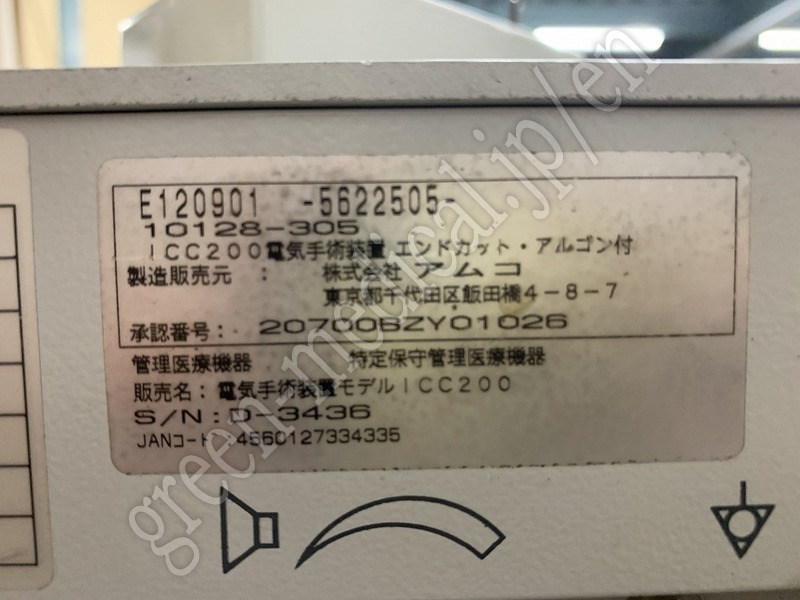 E120901 -5622505-
10128-305
ICC200電気手術装置 エンドカット・アルゴン付
製造販売元 : 株式会社 アムコ
東京都千代田区飯田橋4-8-7
承認番号: 20700BZY01026
管理医療機器 特定保守管理医療機器
販売名: 電気手術装置モデルICC200
S/N:D-3436
JANコード :4560127334335
green-medical.jp/en